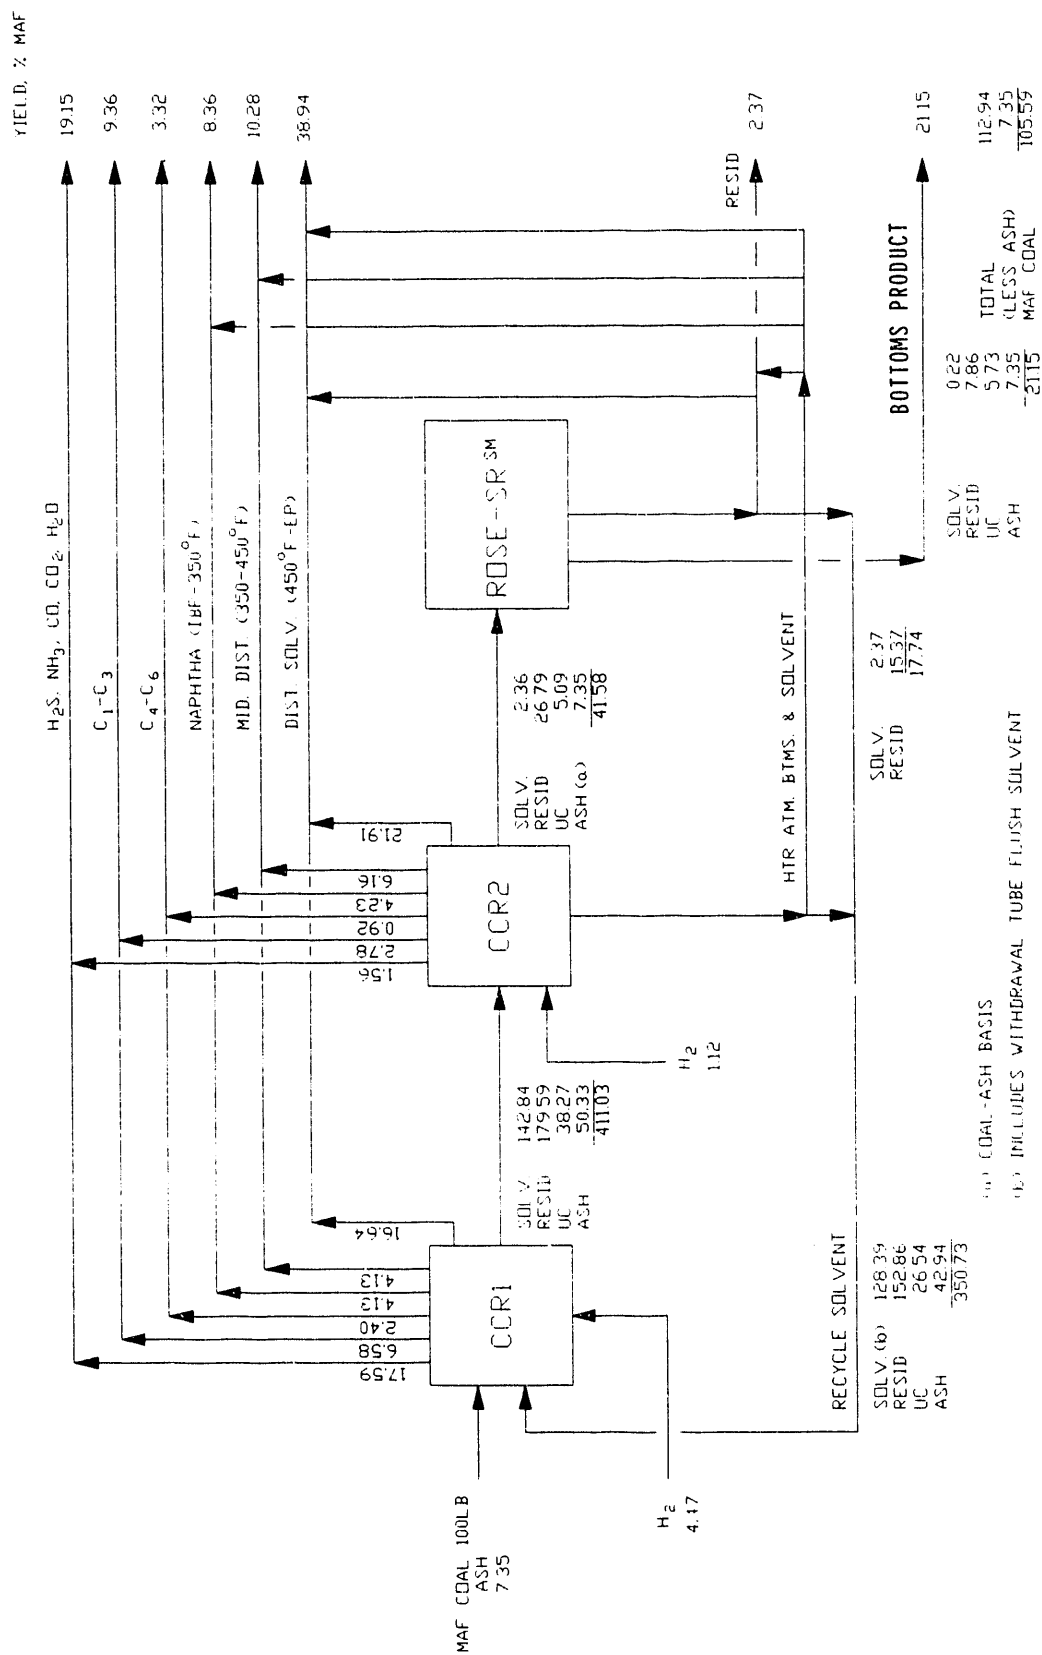 YIELD, % MAF
H₂S, NH₃, CO, CO₂, H₂O 19.15
C₁-C₃ 9.36
C₄-C₆ 3.32
NAPHTHA (IBP-350°F) 8.36
MID. DIST. (350-450°F) 10.28
DIST. SOLV. (450°F-EP) 38.94
17.59
6.58
2.40
4.13
4.13
16.64
1.56
2.78
0.92
4.23
6.16
21.91
MAF COAL 100LB
ASH
7.35
CCR1
CCR2
ROSE-SR SM
H₂
4.17
H₂
1.12
SOLV 142.84
RESID 179.59
UC 38.27
ASH 50.33
411.03
SOLV. 2.36
RESID 26.79
UC 5.09
ASH (a) 7.35
41.58
RESID
2.37
HTR ATM. BTMS. & SOLVENT
RECYCLE SOLVENT
SOLV.(b) 128.39
RESID 152.86
UC 26.54
ASH 42.94
350.73
SOLV. 2.37
RESID 15.37
17.74
BOTTOMS PRODUCT
21.15
SOLV. 0.22
RESID 7.86
UC 5.73
ASH 7.35
21.15
TOTAL 112.94
(LESS ASH) 7.35
MAF COAL 105.59
(a) COAL-ASH BASIS
(b) INCLUDES WITHDRAWAL TUBE FLUSH SOLVENT